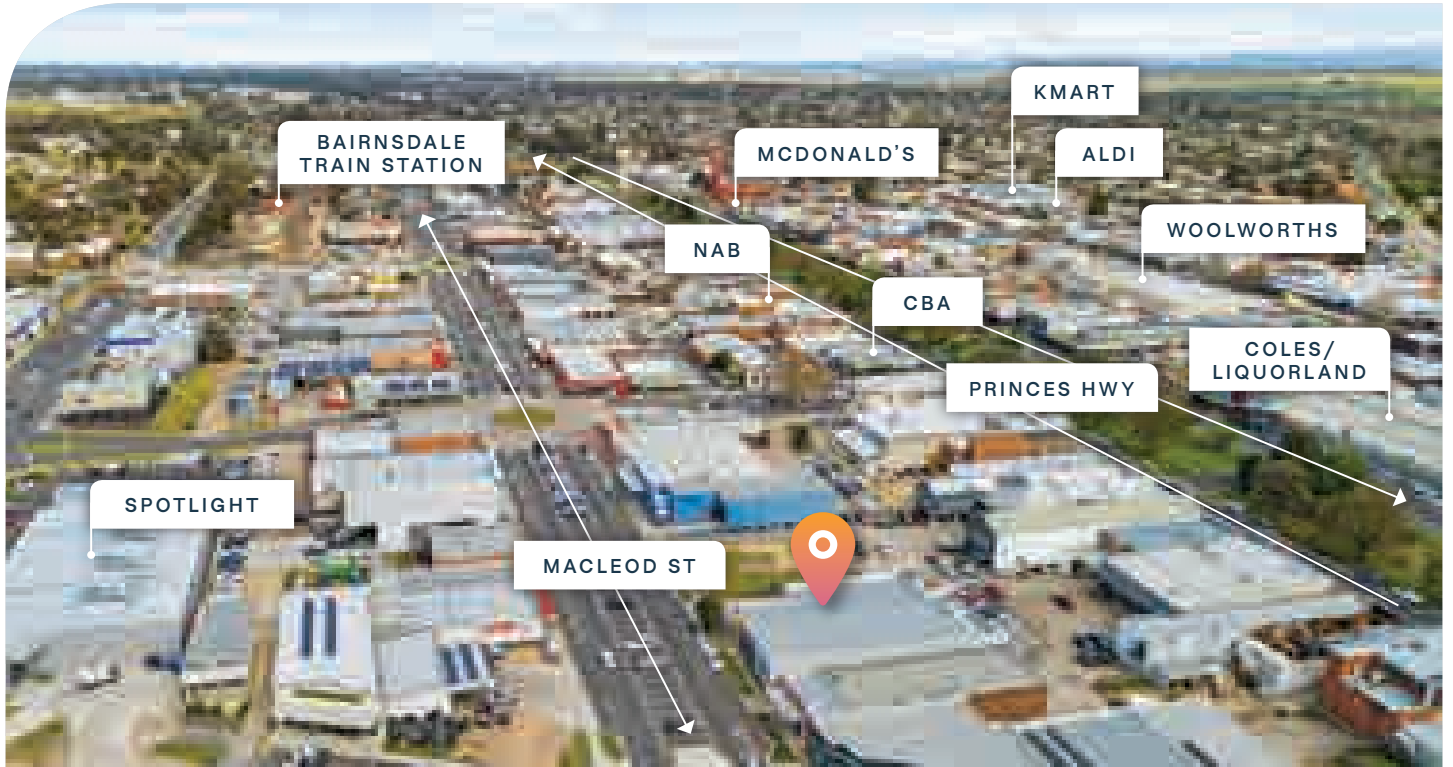 KMART
BAIRNSDALE
TRAIN STATION
MCDONALD'S
ALDI
WOOLWORTHS
NAB
CBA
COLES/
LIQUORLAND
PRINCES HWY
SPOTLIGHT
MACLEOD ST